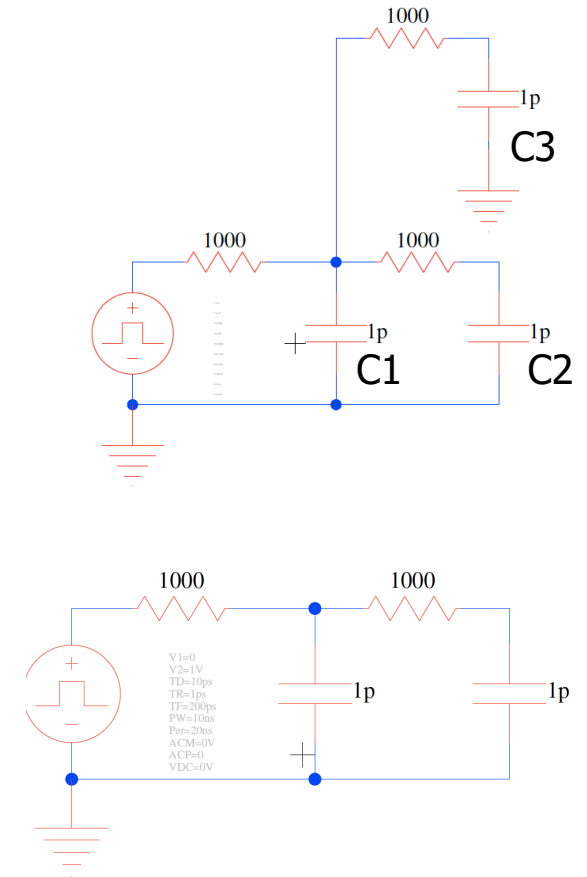 1000
1p
C3
1000
1000
1p
1p
C1
C2
1000
1000
V1=0
V2=1V
TD=10ps
TR=1ps
TF=200ps
PW=10ns
Per=20ns
ACM=0V
ACP=0
VDC=0V
1p
1p